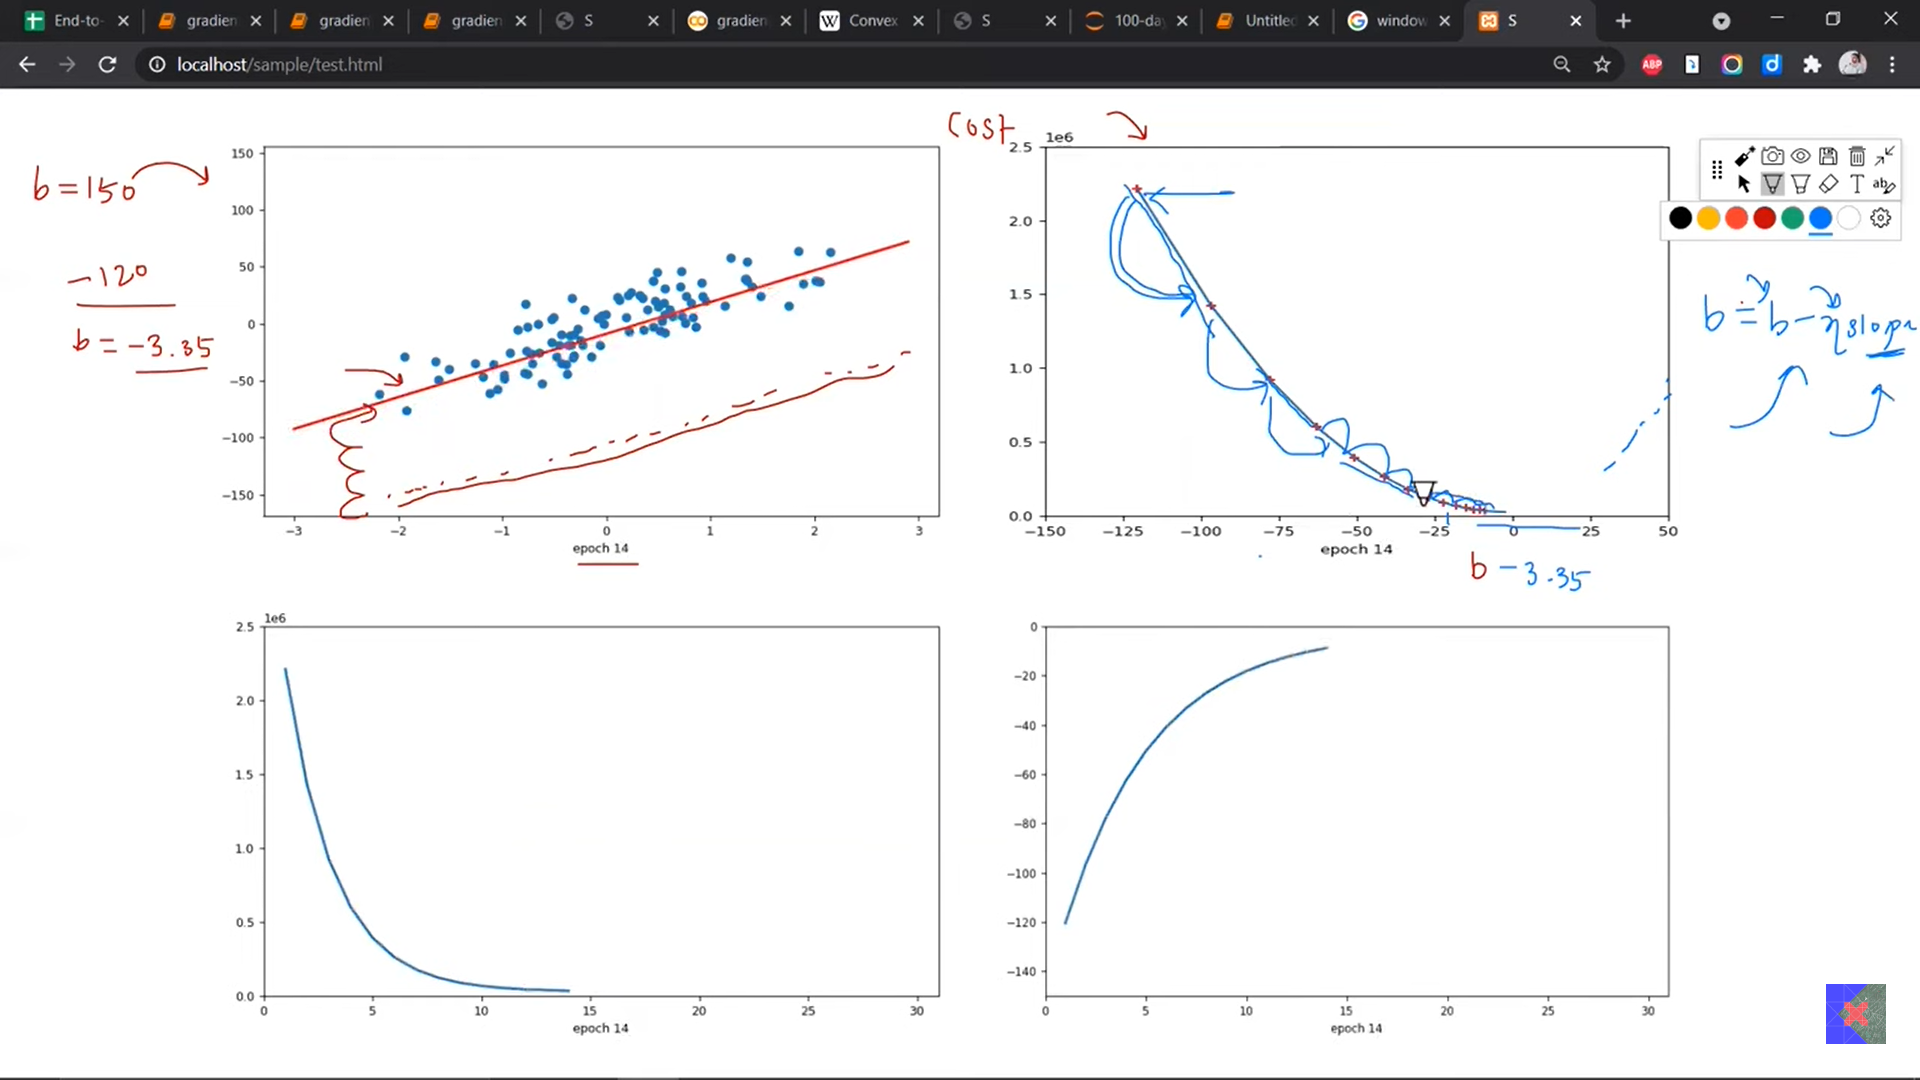 End-to-
gradien
gradien
gradien
S
gradien
Convex
S
100-day
Untitled
window
S
localhost/sample/test.html
ABP
T
ab
b = 150
-120
b = -3.35
150
100
50
0
−50
−100
−150
−3 −2 −1 0 1 2 3
epoch 14
Cost
1e6
2.5
2.0
1.5
1.0
0.5
0.0
−150 −125 −100 −75 −50 −25 0 25 50
epoch 14
b - 3.35
b = b - η slope
1e6
2.5
2.0
1.5
1.0
0.5
0.0
0 5 10 15 20 25 30
epoch 14
0
−20
−40
−60
−80
−100
−120
−140
0 5 10 15 20 25 30
epoch 14